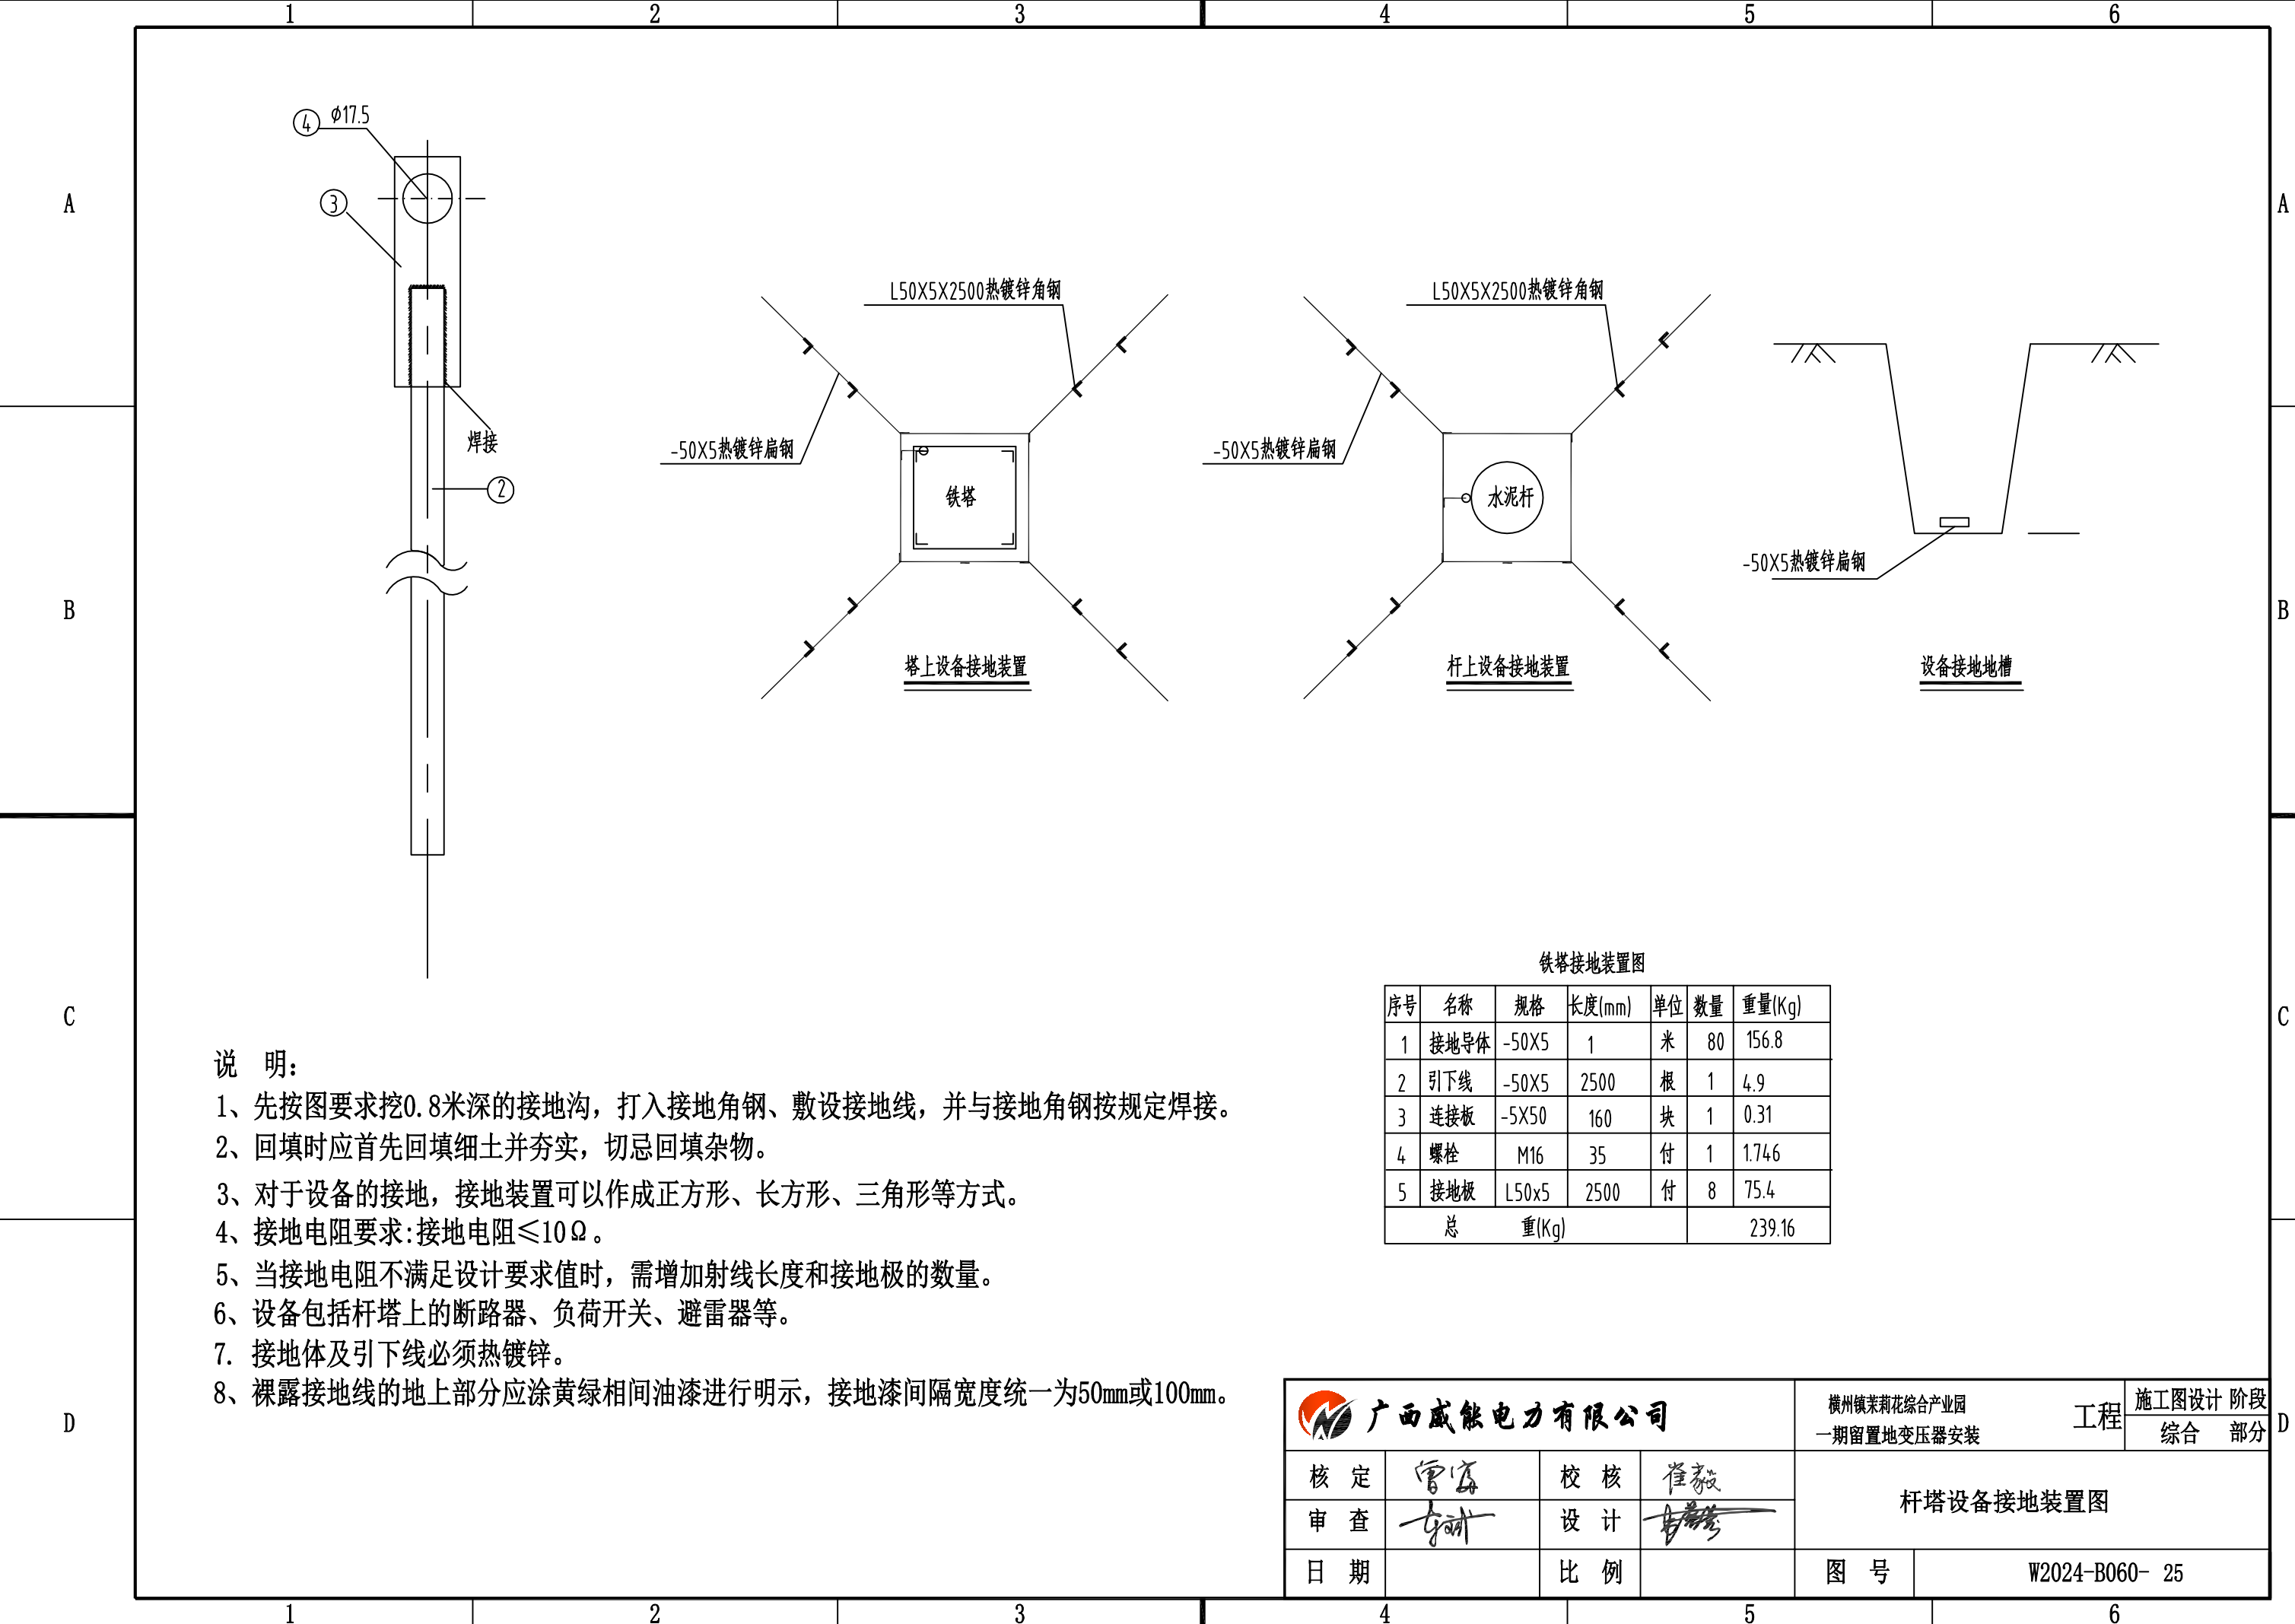 1 2 3 4 5 6
A A
B B
C C
D D
④ φ17.5
③
焊接
②
L50X5X2500热镀锌角钢
-50X5热镀锌扁钢
铁塔
塔上设备接地装置
L50X5X2500热镀锌角钢
-50X5热镀锌扁钢
水泥杆
杆上设备接地装置
-50X5热镀锌扁钢
设备接地地槽
说 明:
1、先按图要求挖0.8米深的接地沟，打入接地角钢、敷设接地线，并与接地角钢按规定焊接。
2、回填时应首先回填细土并夯实，切忌回填杂物。
3、对于设备的接地，接地装置可以作成正方形、长方形、三角形等方式。
4、接地电阻要求:接地电阻≤10Ω。
5、当接地电阻不满足设计要求值时，需增加射线长度和接地极的数量。
6、设备包括杆塔上的断路器、负荷开关、避雷器等。
7. 接地体及引下线必须热镀锌。
8、裸露接地线的地上部分应涂黄绿相间油漆进行明示，接地漆间隔宽度统一为50mm或100mm。
铁塔接地装置图
序号 名称 规格 长度(mm) 单位 数量 重量(Kg)
1 接地导体 -50X5 1 米 80 156.8
2 引下线 -50X5 2500 根 1 4.9
3 连接板 -5X50 160 块 1 0.31
4 螺栓 M16 35 付 1 1.746
5 接地极 L50x5 2500 付 8 75.4
总 重(Kg) 239.16
广西威能电力有限公司
横州镇茉莉花综合产业园
一期留置地变压器安装
工程
施工图设计 阶段
综合 部分
核 定 校 核 崔毅
审 查 设 计
杆塔设备接地装置图
日 期 比 例
图 号 W2024-B060- 25
1 2 3 4 5 6